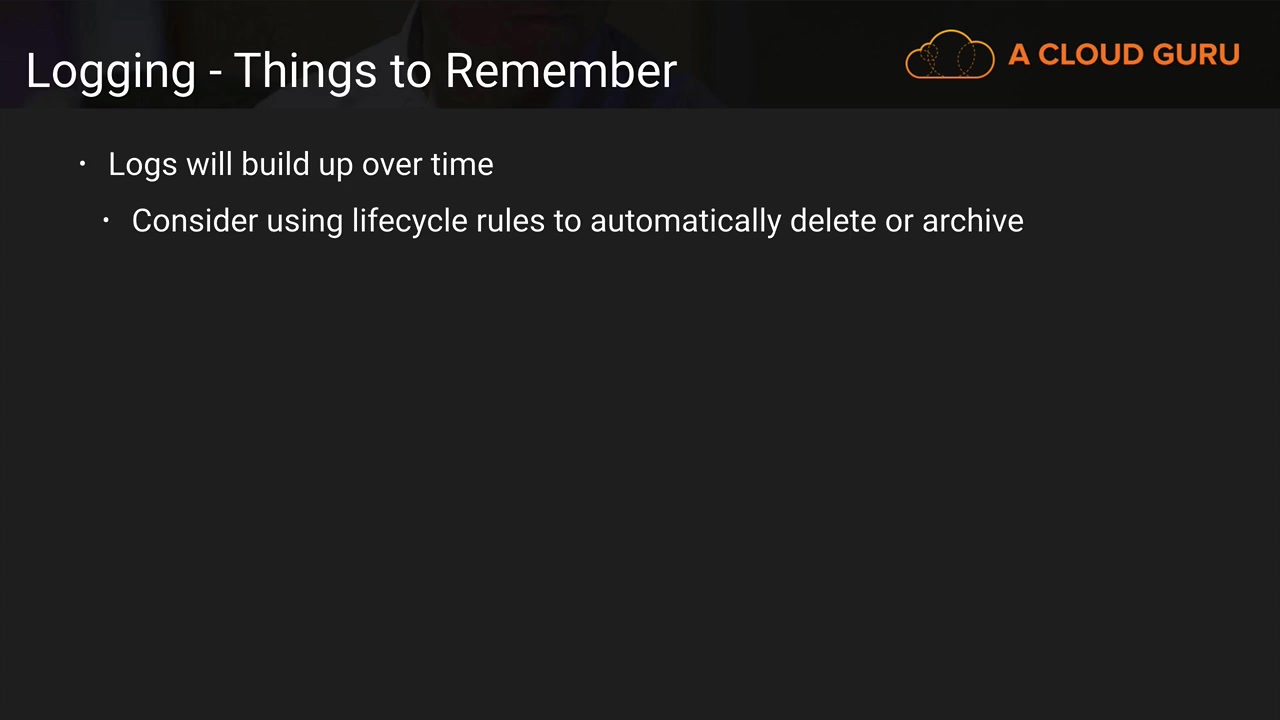 Logging - Things to Remember
A CLOUD GURU
• Logs will build up over time
• Consider using lifecycle rules to automatically delete or archive